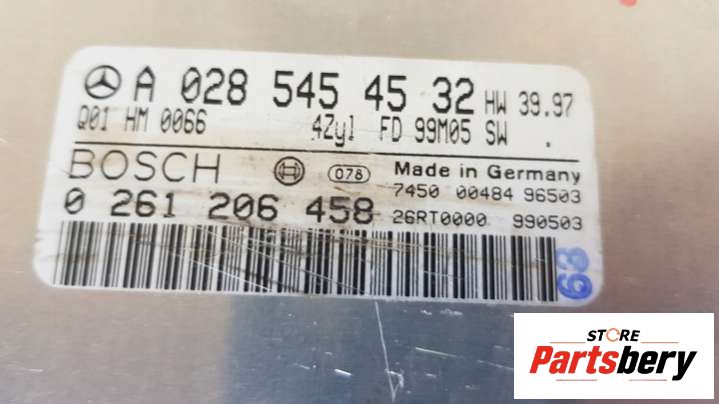 A 028 545 45 32 HW 39.97
Q01 HM 0066 4Zyl FD 99M05 SW .
BOSCH 078 Made in Germany
7450 00484 96503
0 261 206 458 26RT0000 990503
63
STORE
Partsbery